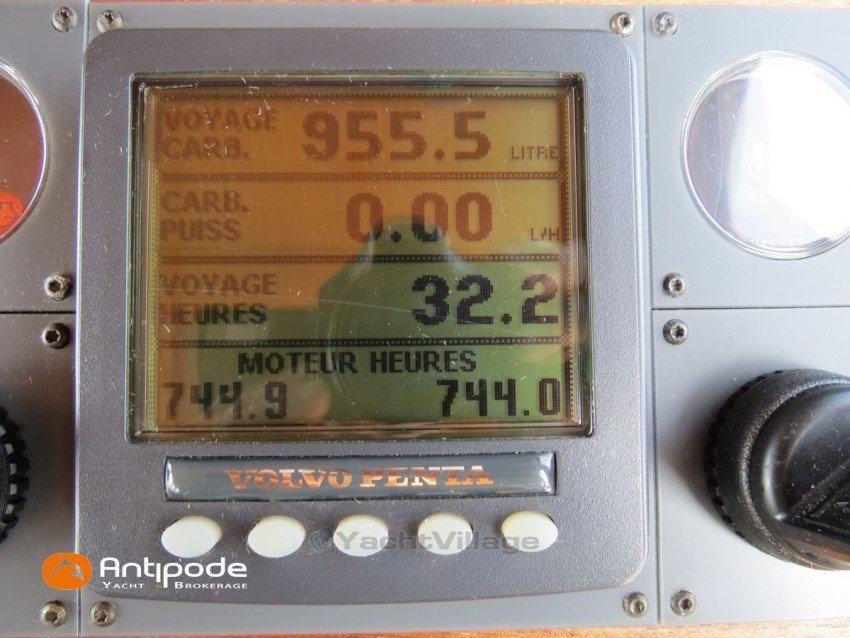 VOYAGE
CARB. 955.5 LITRE
CARB.
PUISS 0.00 L/H
VOYAGE
HEURES 32.2
MOTEUR HEURES
744.9 744.0
VOLVO PENTA
YachtVillage
Antipode
YACHT BROKERAGE